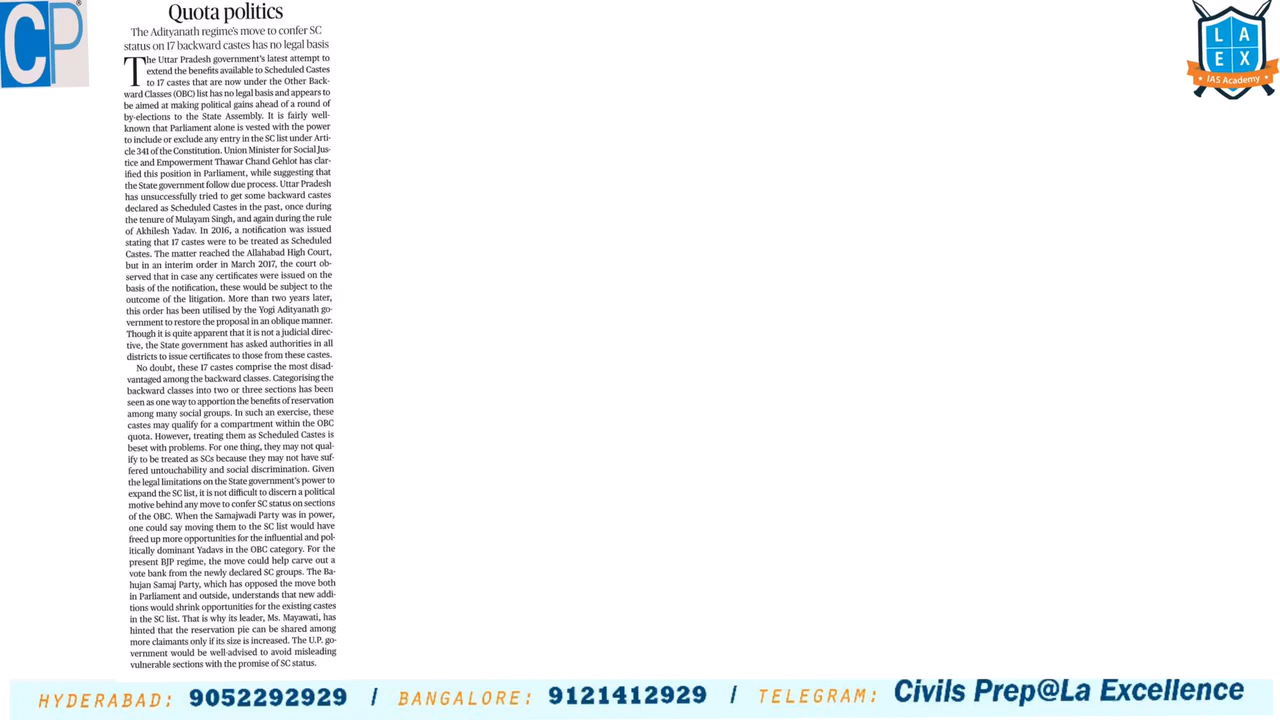 CP®
Quota politics
The Adityanath regime's move to confer SC
status on 17 backward castes has no legal basis
The Uttar Pradesh government's latest attempt to
extend the benefits available to Scheduled Castes
to 17 castes that are now under the Other Back-
ward Classes (OBC) list has no legal basis and appears to
be aimed at making political gains ahead of a round of
by-elections to the State Assembly. It is fairly well-
known that Parliament alone is vested with the power
to include or exclude any entry in the SC list under Arti-
cle 341 of the Constitution. Union Minister for Social Jus-
tice and Empowerment Thawar Chand Gehlot has clar-
ified this position in Parliament, while suggesting that
the State government follow due process. Uttar Pradesh
has unsuccessfully tried to get some backward castes
declared as Scheduled Castes in the past, once during
the tenure of Mulayam Singh, and again during the rule
of Akhilesh Yadav. In 2016, a notification was issued
stating that 17 castes were to be treated as Scheduled
Castes. The matter reached the Allahabad High Court,
but in an interim order in March 2017, the court ob-
served that in case any certificates were issued on the
basis of the notification, these would be subject to the
outcome of the litigation. More than two years later,
this order has been utilised by the Yogi Adityanath go-
vernment to restore the proposal in an oblique manner.
Though it is quite apparent that it is not a judicial direc-
tive, the State government has asked authorities in all
districts to issue certificates to those from these castes.
No doubt, these 17 castes comprise the most disad-
vantaged among the backward classes. Categorising the
backward classes into two or three sections has been
seen as one way to apportion the benefits of reservation
among many social groups. In such an exercise, these
castes may qualify for a compartment within the OBC
quota. However, treating them as Scheduled Castes is
beset with problems. For one thing, they may not qual-
ify to be treated as SCs because they may not have suf-
fered untouchability and social discrimination. Given
the legal limitations on the State government's power to
expand the SC list, it is not difficult to discern a political
motive behind any move to confer SC status on sections
of the OBC. When the Samajwadi Party was in power,
one could say moving them to the SC list would have
freed up more opportunities for the influential and pol-
itically dominant Yadavs in the OBC category. For the
present BJP regime, the move could help carve out a
vote bank from the newly declared SC groups. The Ba-
hujan Samaj Party, which has opposed the move both
in Parliament and outside, understands that new addi-
tions would shrink opportunities for the existing castes
in the SC list. That is why its leader, Ms. Mayawati, has
hinted that the reservation pie can be shared among
more claimants only if its size is increased. The U.P. go-
vernment would be well-advised to avoid misleading
vulnerable sections with the promise of SC status.
L A
E X
IAS Academy
HYDERABAD: 9052292929 / BANGALORE: 9121412929 / TELEGRAM: Civils Prep@La Excellence